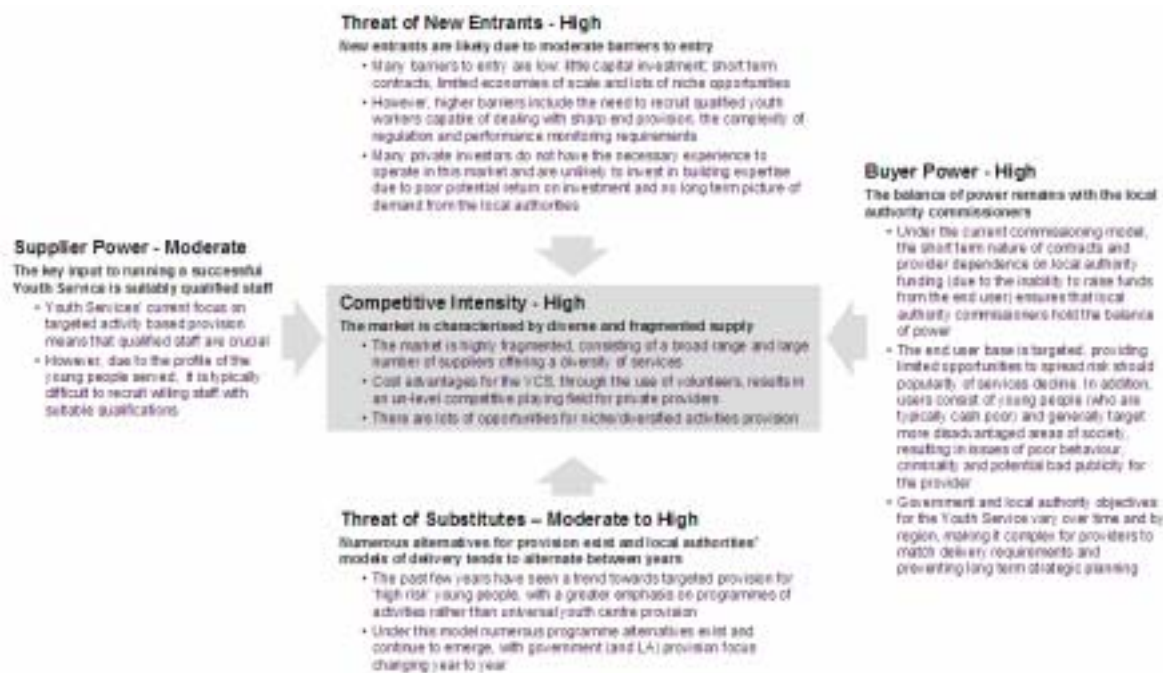 Threat of New Entrants - High
New entrants are likely due to moderate barriers to entry
• Many barriers to entry are low: little capital investment; short term
contracts, limited economies of scale and lots of niche opportunities
• However, higher barriers include the need to recruit qualified youth
workers capable of dealing with sharp end provision, the complexity of
regulation and performance monitoring requirements
• Many private investors do not have the necessary experience to
operate in this market and are unlikely to invest in building expertise
due to poor potential return on investment and no long term picture of
demand from the local authorities
Supplier Power - Moderate
The key input to running a successful
Youth Service is suitably qualified staff
• Youth Services' current focus on
targeted activity based provision
means that qualified staff are crucial
• However, due to the profile of the
young people served, it is typically
difficult to recruit willing staff with
suitable qualifications
Competitive Intensity - High
The market is characterised by diverse and fragmented supply
• The market is highly fragmented, consisting of a broad range and large
number of suppliers offering a diversity of services
• Cost advantages for the VCS, through the use of volunteers, results in
an un-level competitive playing field for private providers
• There are lots of opportunities for niche/diversified activities provision
Buyer Power - High
The balance of power remains with the local
authority commissioners
• Under the current commissioning model,
the short term nature of contracts and
provider dependence on local authority
funding (due to the inability to raise funds
from the end user) ensures that local
authority commissioners hold the balance
of power
• The end user base is targeted, providing
limited opportunities to spread risk should
popularity of services decline. In addition,
users consist of young people (who are
typically cash poor) and generally target
more disadvantaged areas of society,
resulting in issues of poor behaviour,
criminality and potential bad publicity for
the provider
• Government and local authority objectives
for the Youth Service vary over time and by
region, making it complex for providers to
match delivery requirements and
preventing long term strategic planning
Threat of Substitutes – Moderate to High
Numerous alternatives for provision exist and local authorities'
models of delivery tends to alternate between years
• The past few years have seen a trend towards targeted provision for
'high risk' young people, with a greater emphasis on programmes of
activities rather than universal youth centre provision
• Under this model numerous programme alternatives exist and
continue to emerge, with government (and LA) provision focus
changing year to year